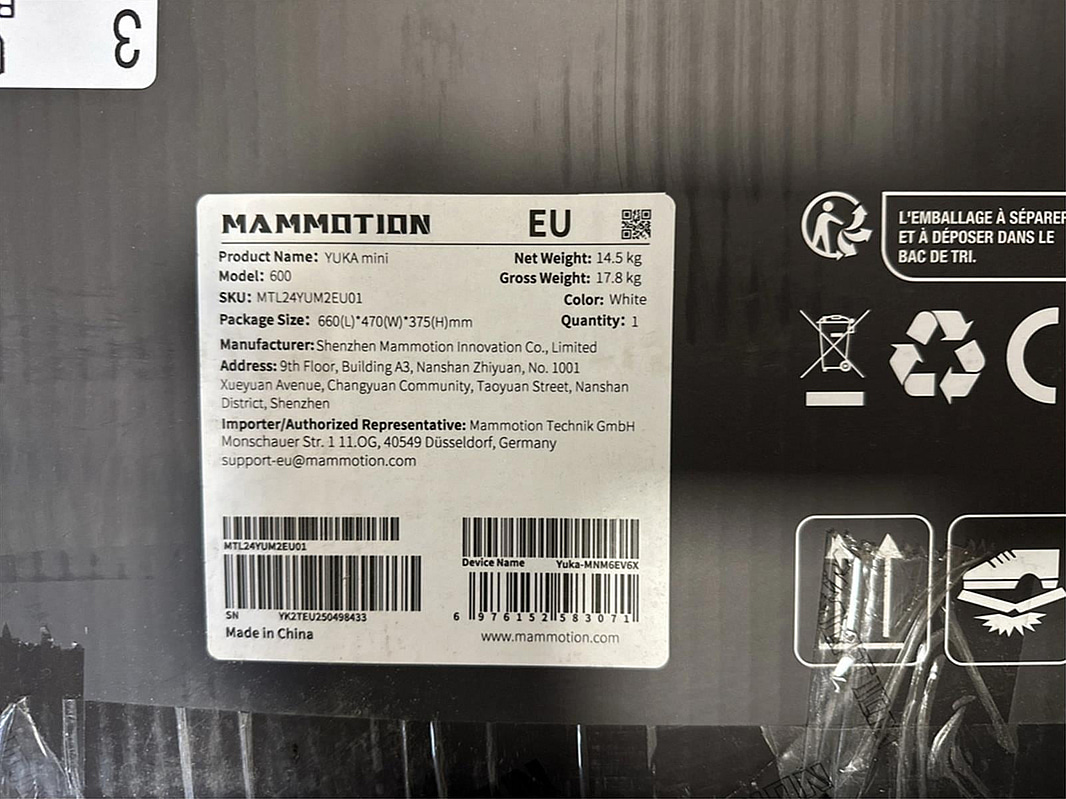 3
MAMMOTION EU
Product Name: YUKA mini
Net Weight: 14.5 kg
Model: 600
Gross Weight: 17.8 kg
SKU: MTL24YUM2EU01
Color: White
Package Size: 660(L)*470(W)*375(H)mm
Quantity: 1
Manufacturer: Shenzhen Mammotion Innovation Co., Limited
Address: 9th Floor, Building A3, Nanshan Zhiyuan, No. 1001
Xueyuan Avenue, Changyuan Community, Taoyuan Street, Nanshan
District, Shenzhen
Importer/Authorized Representative: Mammotion Technik GmbH
Monschauer Str. 1 11.OG, 40549 Düsseldorf, Germany
support-eu@mammotion.com
MTL24YUM2EU01
Device Name Yuka-MNM6EV6X
SN YK2TEU250498433
6 976152 583071
Made in China
www.mammotion.com
L'EMBALLAGE À SÉPARER
ET À DÉPOSER DANS LE
BAC DE TRI.